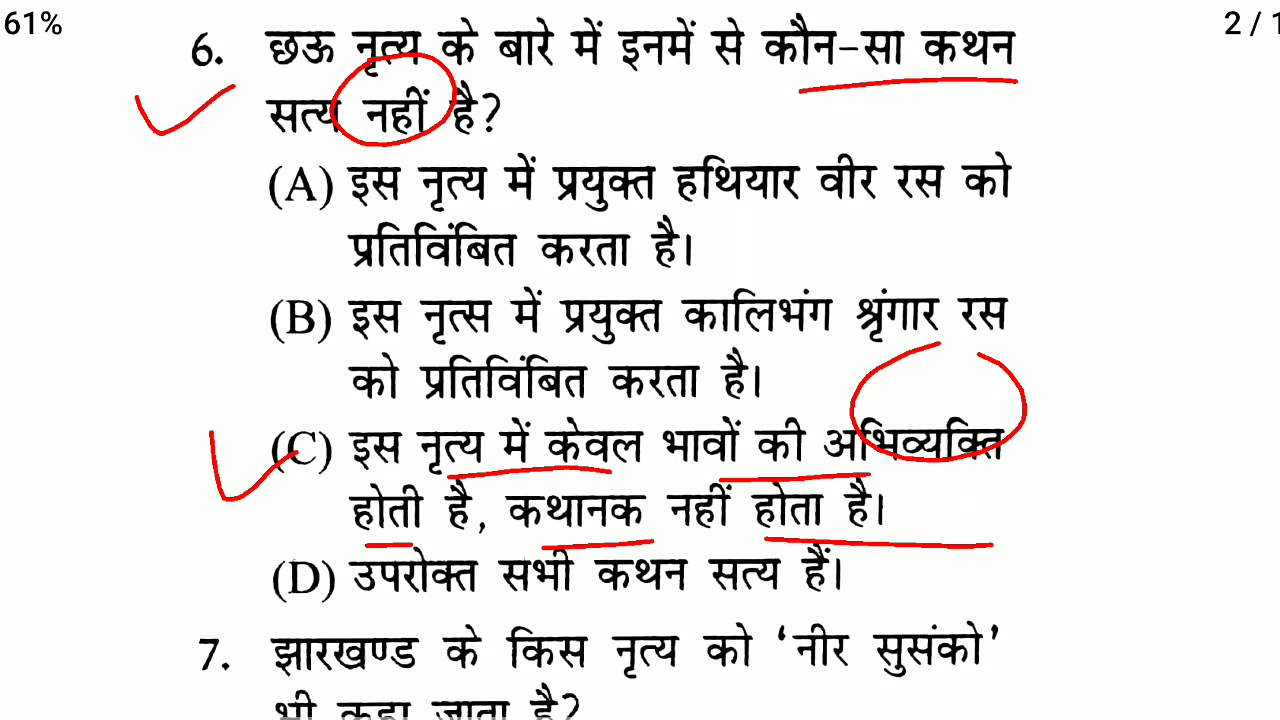 61%
2 / 1
6. छऊ नृत्य के बारे में इनमें से कौन-सा कथन
सत्य नहीं है?
(A) इस नृत्य में प्रयुक्त हथियार वीर रस को
प्रतिविंबित करता है।
(B) इस नृत्स में प्रयुक्त कालिभंग श्रृंगार रस
को प्रतिविंबित करता है।
(C) इस नृत्य में केवल भावों की अभिव्यक्ति
होती है, कथानक नहीं होता है।
(D) उपरोक्त सभी कथन सत्य हैं।
7. झारखण्ड के किस नृत्य को ‘नीर सुसंको’
भी कहा जाता है?